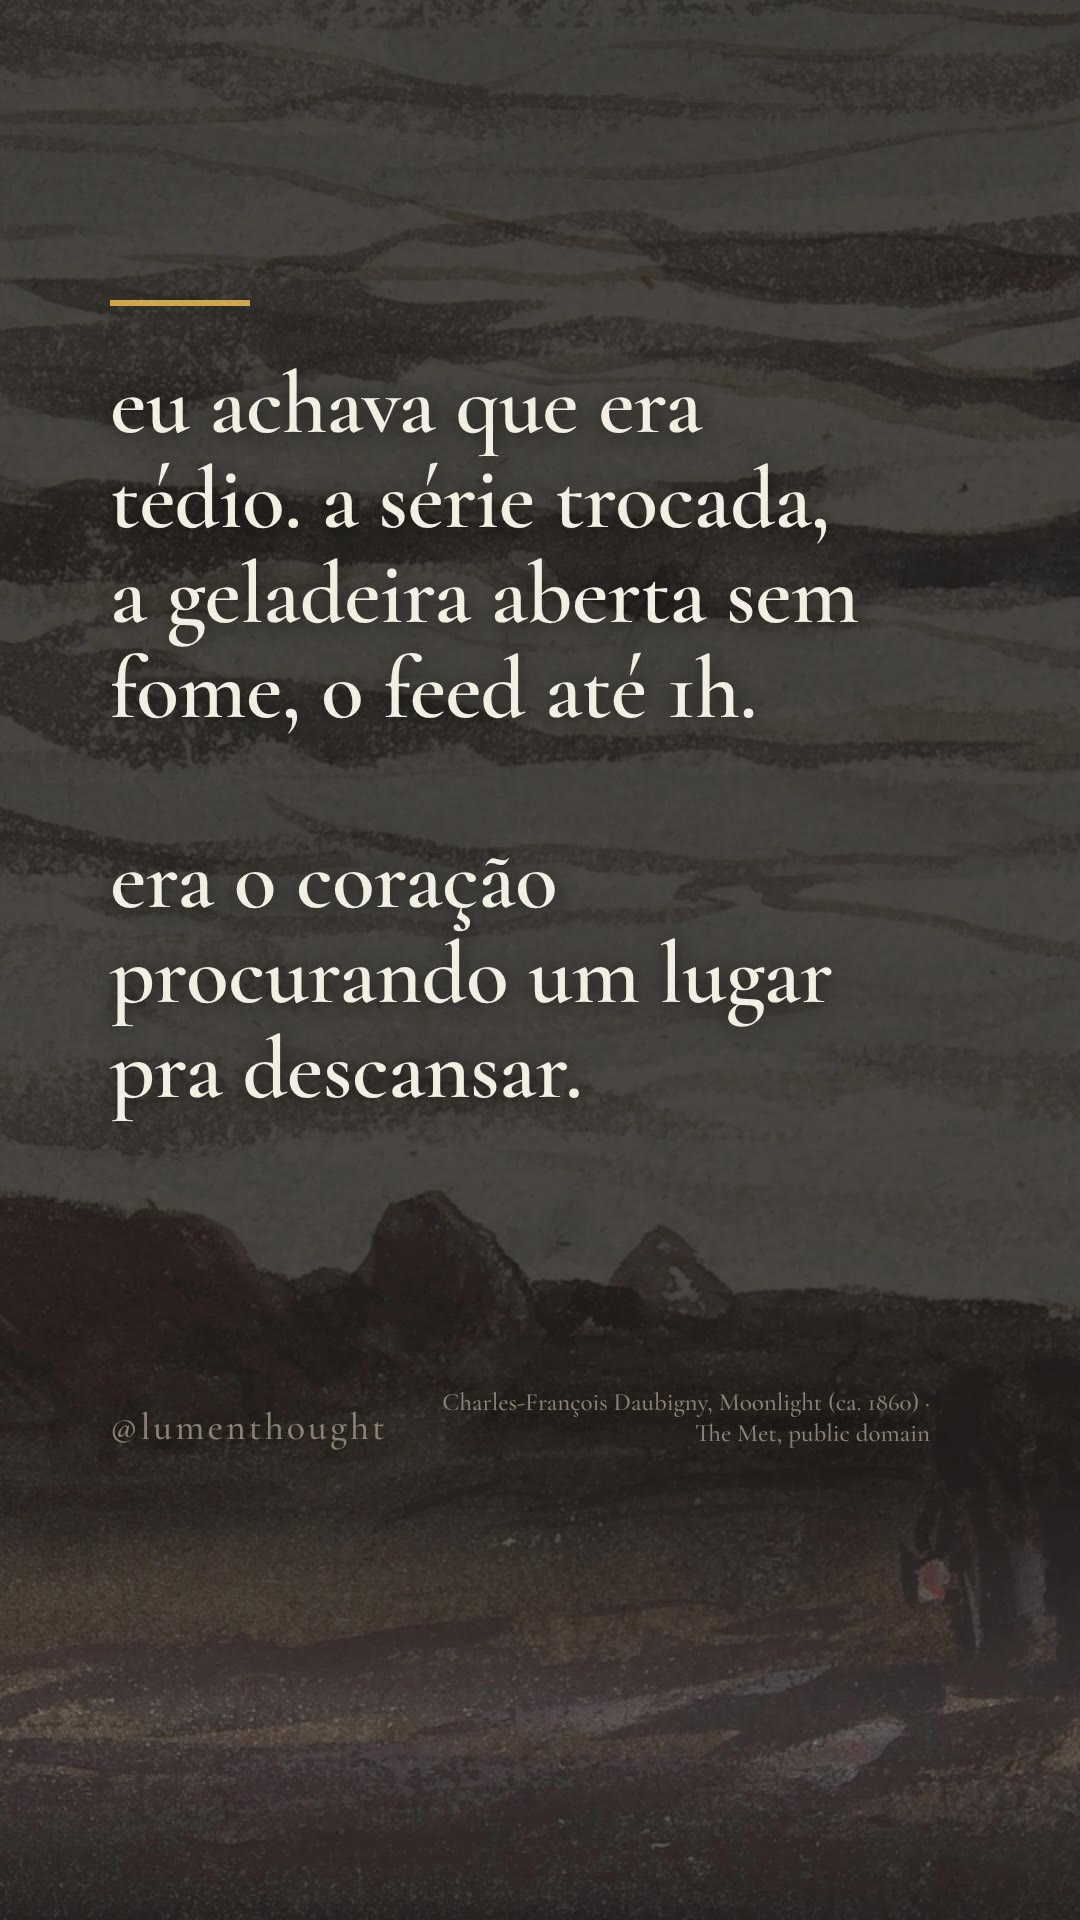 eu achava que era
tédio. a série trocada,
a geladeira aberta sem
fome, o feed até 1h.
era o coração
procurando um lugar
pra descansar.
@lumenthought
Charles-François Daubigny, Moonlight (ca. 1860) ·
The Met, public domain